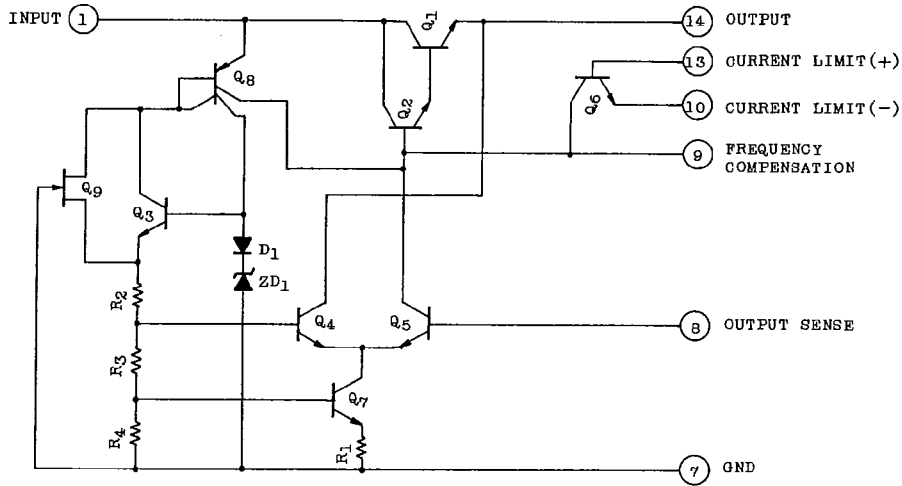 INPUT 1
Q1
14 OUTPUT
13 CURRENT LIMIT(+)
Q8
Q2
Q6
10 CURRENT LIMIT(−)
9 FREQUENCY
COMPENSATION
Q9
Q3
D1
ZD1
R2
Q4
Q5
8 OUTPUT SENSE
R3
Q7
R4
R1
7 GND